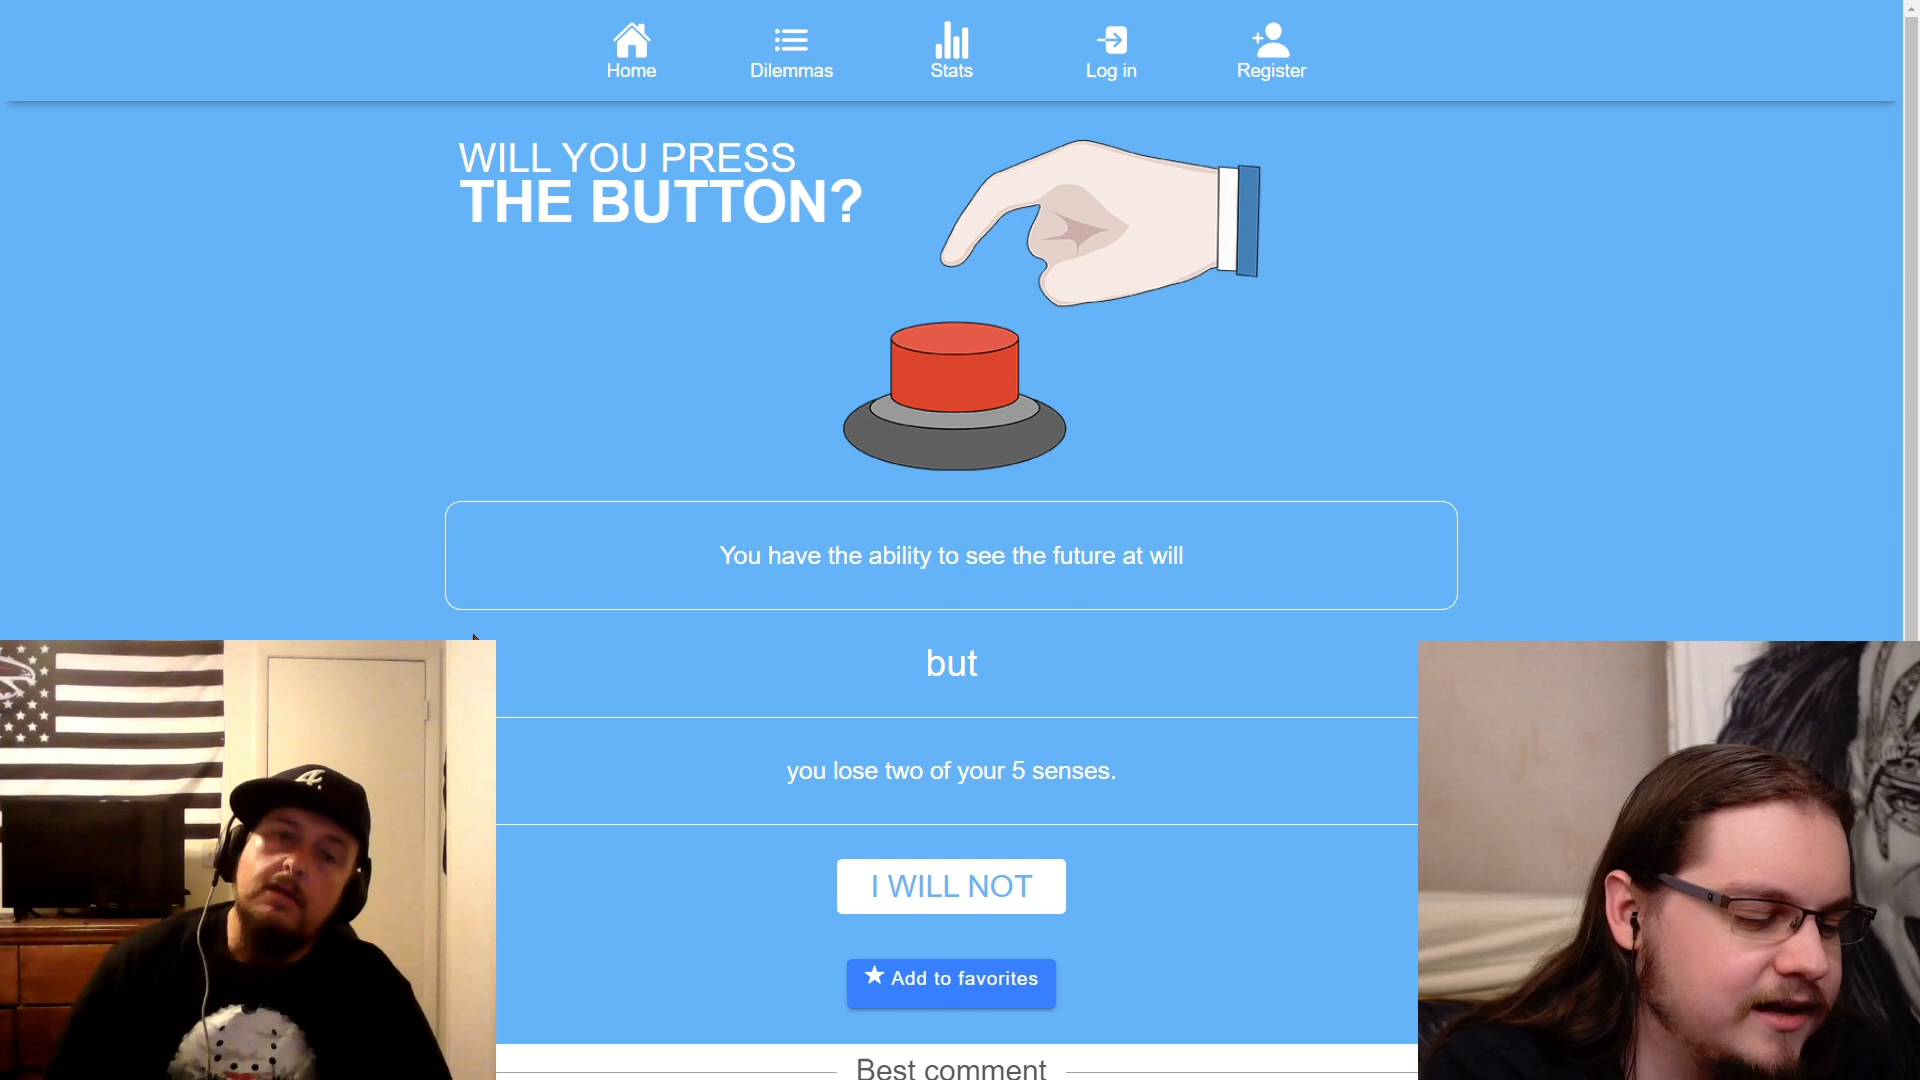 Home
Dilemmas
Stats
Log in
Register
WILL YOU PRESS
THE BUTTON?
You have the ability to see the future at will
but
you lose two of your 5 senses.
I WILL NOT
Add to favorites
Best comment
A